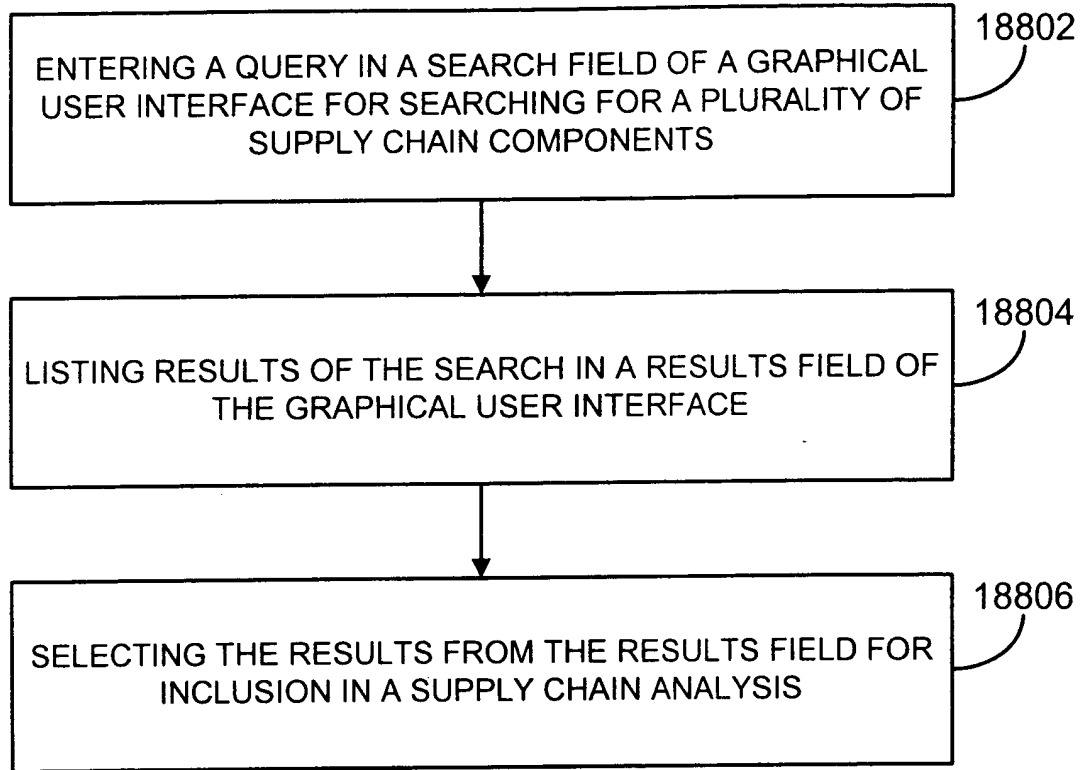 18802
ENTERING A QUERY IN A SEARCH FIELD OF A GRAPHICAL
USER INTERFACE FOR SEARCHING FOR A PLURALITY OF
SUPPLY CHAIN COMPONENTS
18804
LISTING RESULTS OF THE SEARCH IN A RESULTS FIELD OF
THE GRAPHICAL USER INTERFACE
18806
SELECTING THE RESULTS FROM THE RESULTS FIELD FOR
INCLUSION IN A SUPPLY CHAIN ANALYSIS